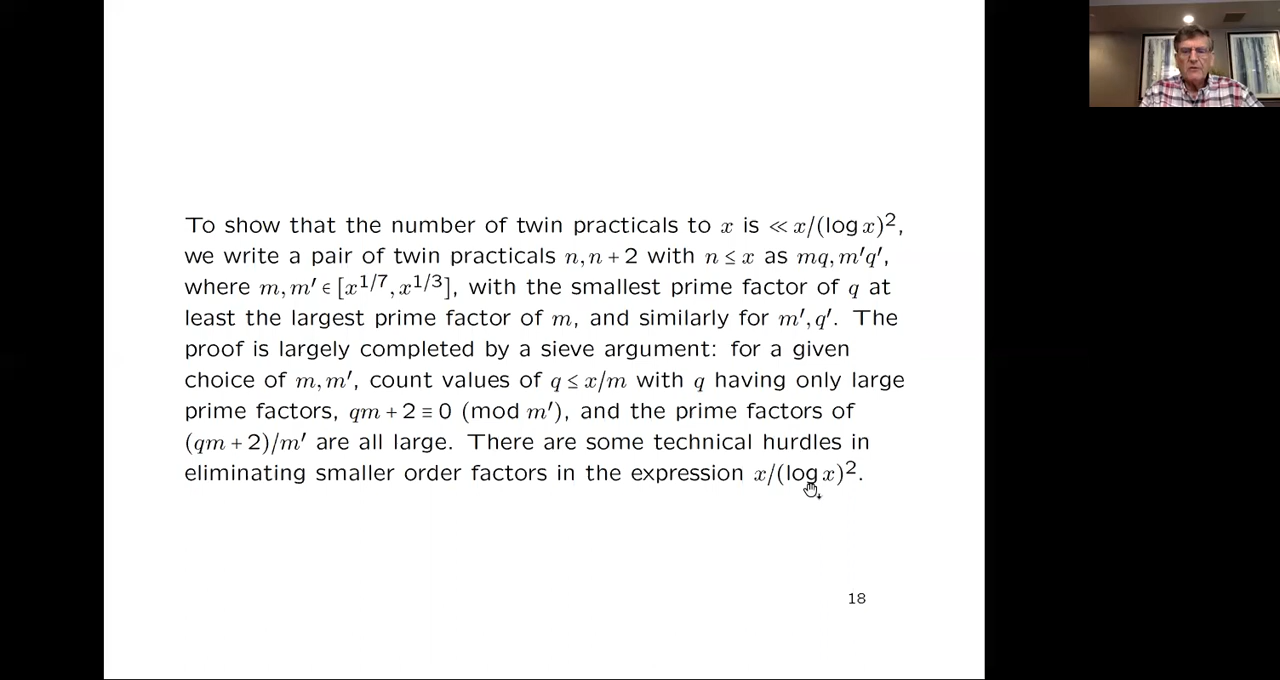 To show that the number of twin practicals to x is ≪ x/(log x)²,
we write a pair of twin practicals n, n + 2 with n ≤ x as mq, m′q′,
where m, m′ ∈ [x^{1/7}, x^{1/3}], with the smallest prime factor of q at
least the largest prime factor of m, and similarly for m′, q′. The
proof is largely completed by a sieve argument: for a given
choice of m, m′, count values of q ≤ x/m with q having only large
prime factors, qm + 2 ≡ 0 (mod m′), and the prime factors of
(qm + 2)/m′ are all large. There are some technical hurdles in
eliminating smaller order factors in the expression x/(log x)².
18